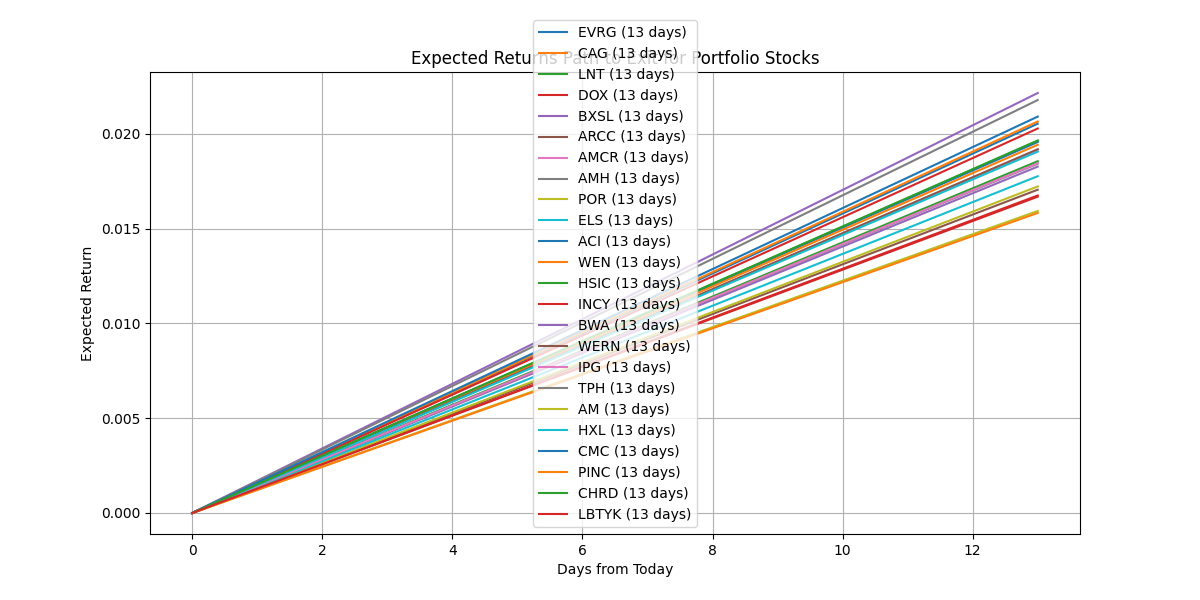 Expected Returns Path to Exit for Portfolio Stocks
EVRG (13 days)
CAG (13 days)
LNT (13 days)
DOX (13 days)
BXSL (13 days)
ARCC (13 days)
AMCR (13 days)
AMH (13 days)
POR (13 days)
ELS (13 days)
ACI (13 days)
WEN (13 days)
HSIC (13 days)
INCY (13 days)
BWA (13 days)
WERN (13 days)
IPG (13 days)
TPH (13 days)
AM (13 days)
HXL (13 days)
CMC (13 days)
PINC (13 days)
CHRD (13 days)
LBTYK (13 days)
Expected Return
0.020
0.015
0.010
0.005
0.000
0 2 4 6 8 10 12
Days from Today